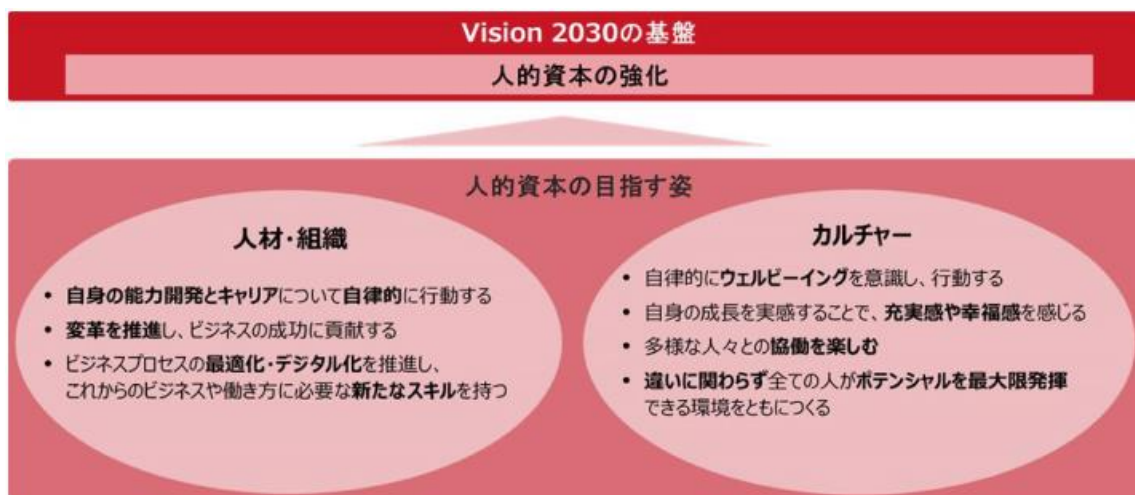 Vision 2030の基盤
人的資本の強化
人的資本の目指す姿
人材・組織
• 自身の能力開発とキャリアについて自律的に行動する
• 変革を推進し、ビジネスの成功に貢献する
• ビジネスプロセスの最適化・デジタル化を推進し、
これからのビジネスや働き方に必要な新たなスキルを持つ
カルチャー
• 自律的にウェルビーイングを意識し、行動する
• 自身の成長を実感することで、充実感や幸福感を感じる
• 多様な人々との協働を楽しむ
• 違いに関わらず全ての人がポテンシャルを最大限発揮
できる環境をともにつくる